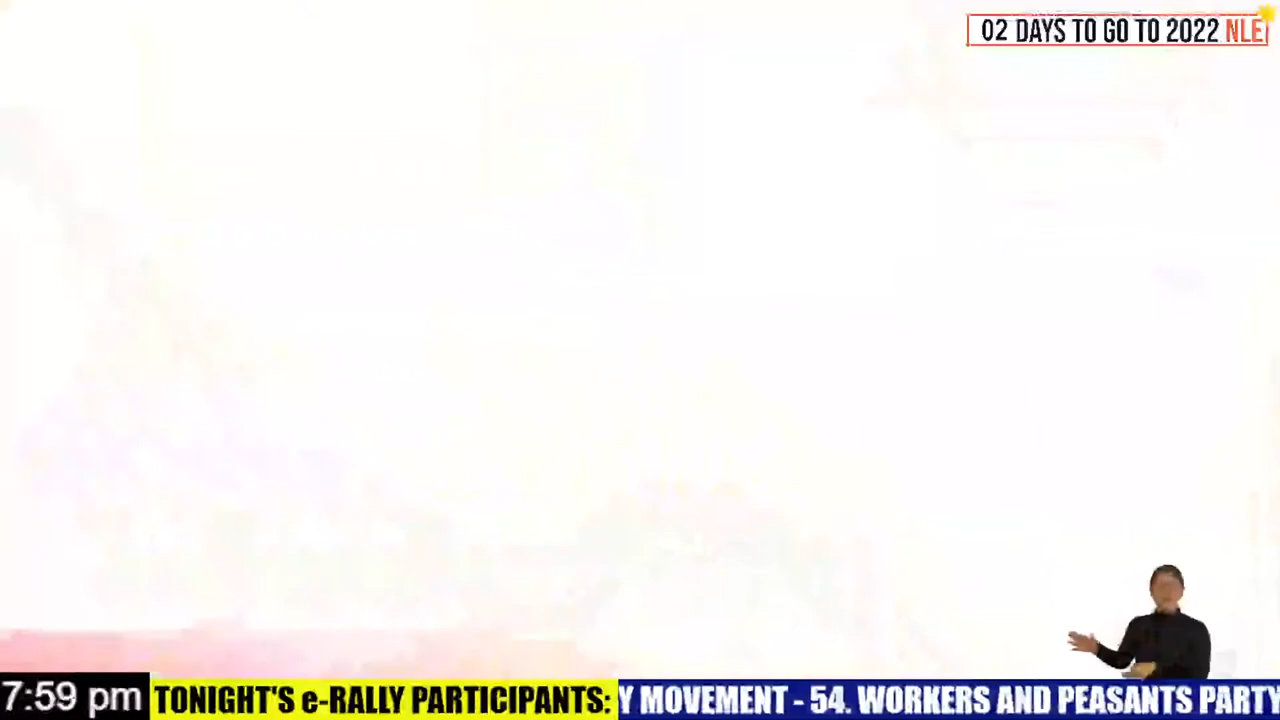 02 DAYS TO GO TO 2022 NLE
7:59 pm TONIGHT'S e-RALLY PARTICIPANTS: Y MOVEMENT - 54. WORKERS AND PEASANTS PARTY